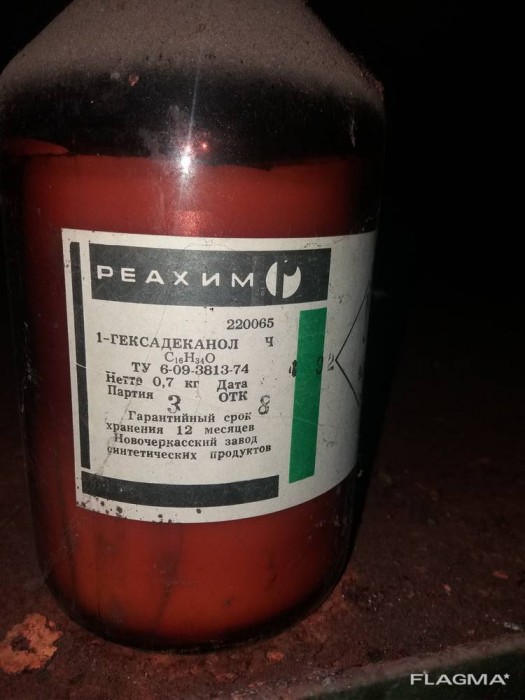 РЕАХИМ
220065
1-ГЕКСАДЕКАНОЛ Ч
C₁₆H₃₄O
ТУ 6-09-3813-74
Нетто 0,7 кг Дата
Партия 3 ОТК 8
Гарантийный срок
хранения 12 месяцев
Новочеркасский завод
синтетических продуктов
FLAGMA*